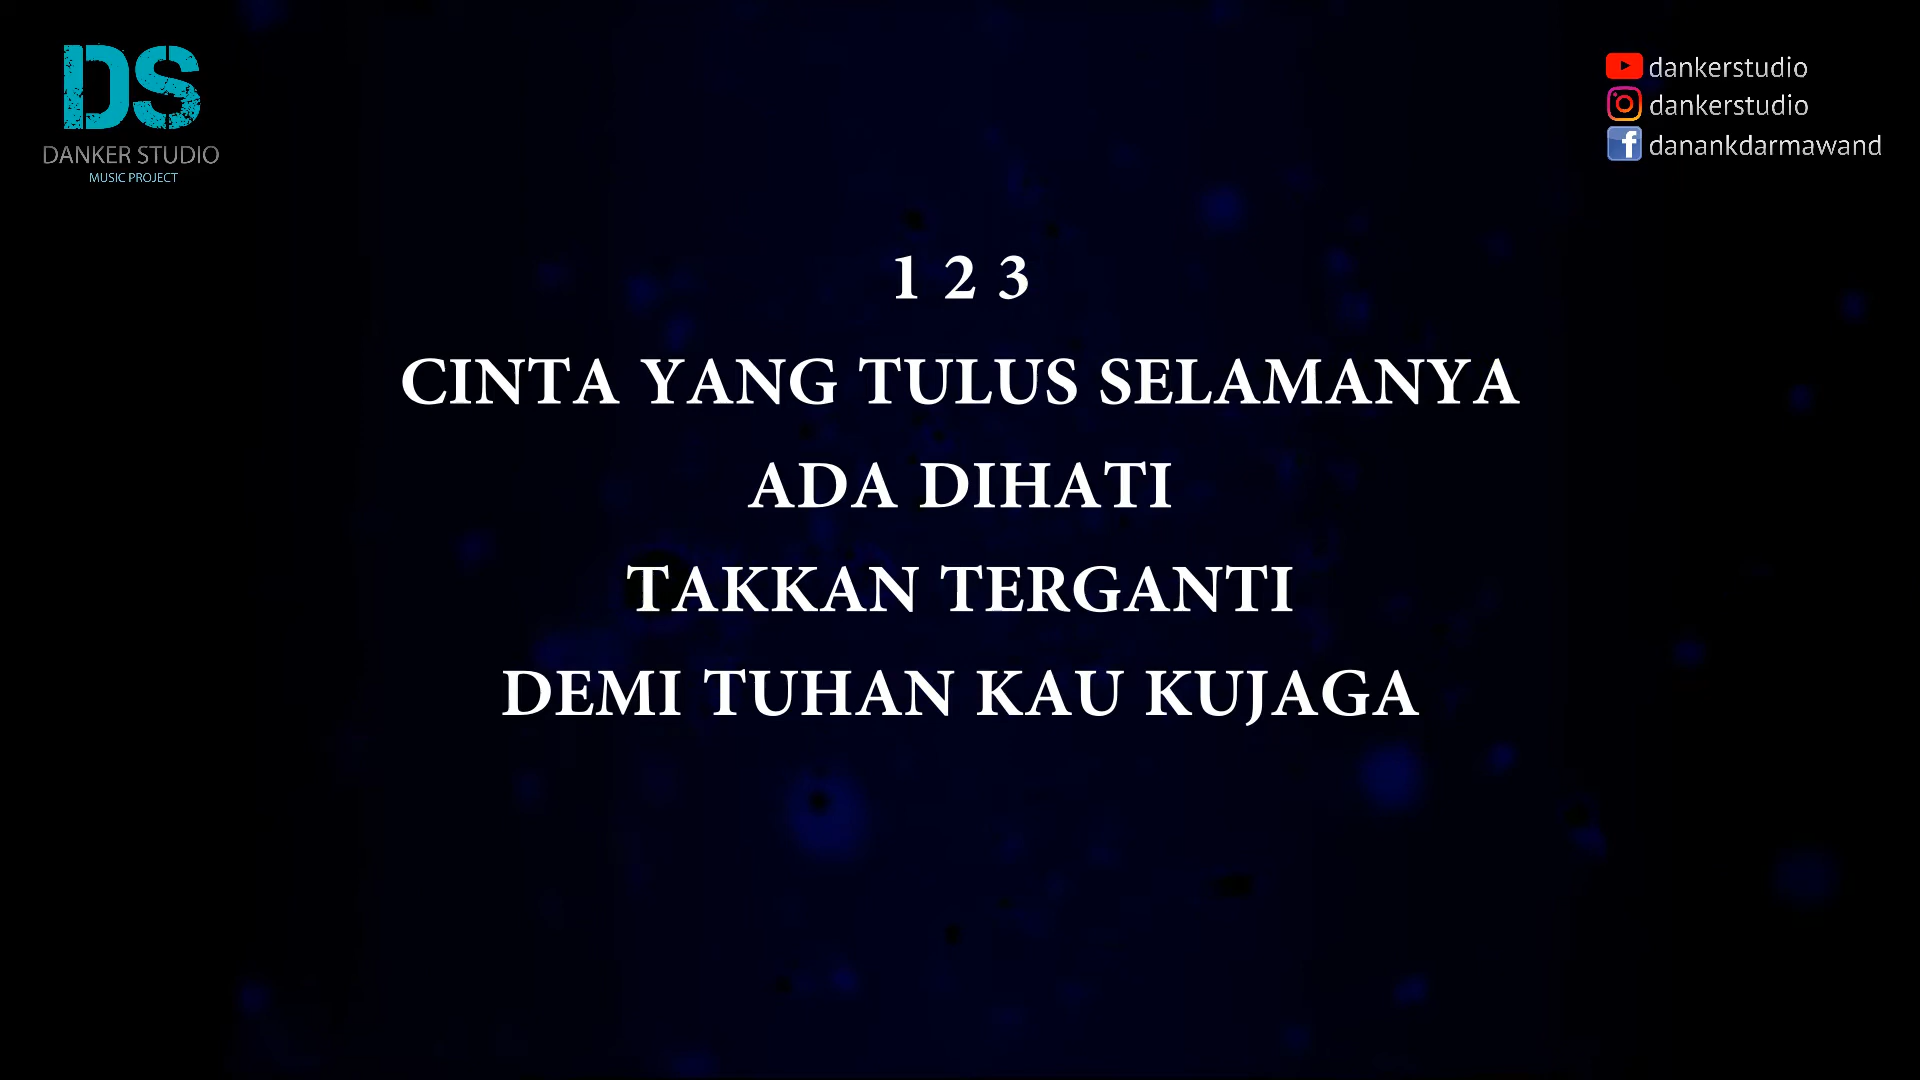 DS
DANKER STUDIO
MUSIC PROJECT
dankerstudio
dankerstudio
danankdarmawand
1 2 3
CINTA YANG TULUS SELAMANYA
ADA DIHATI
TAKKAN TERGANTI
DEMI TUHAN KAU KUJAGA